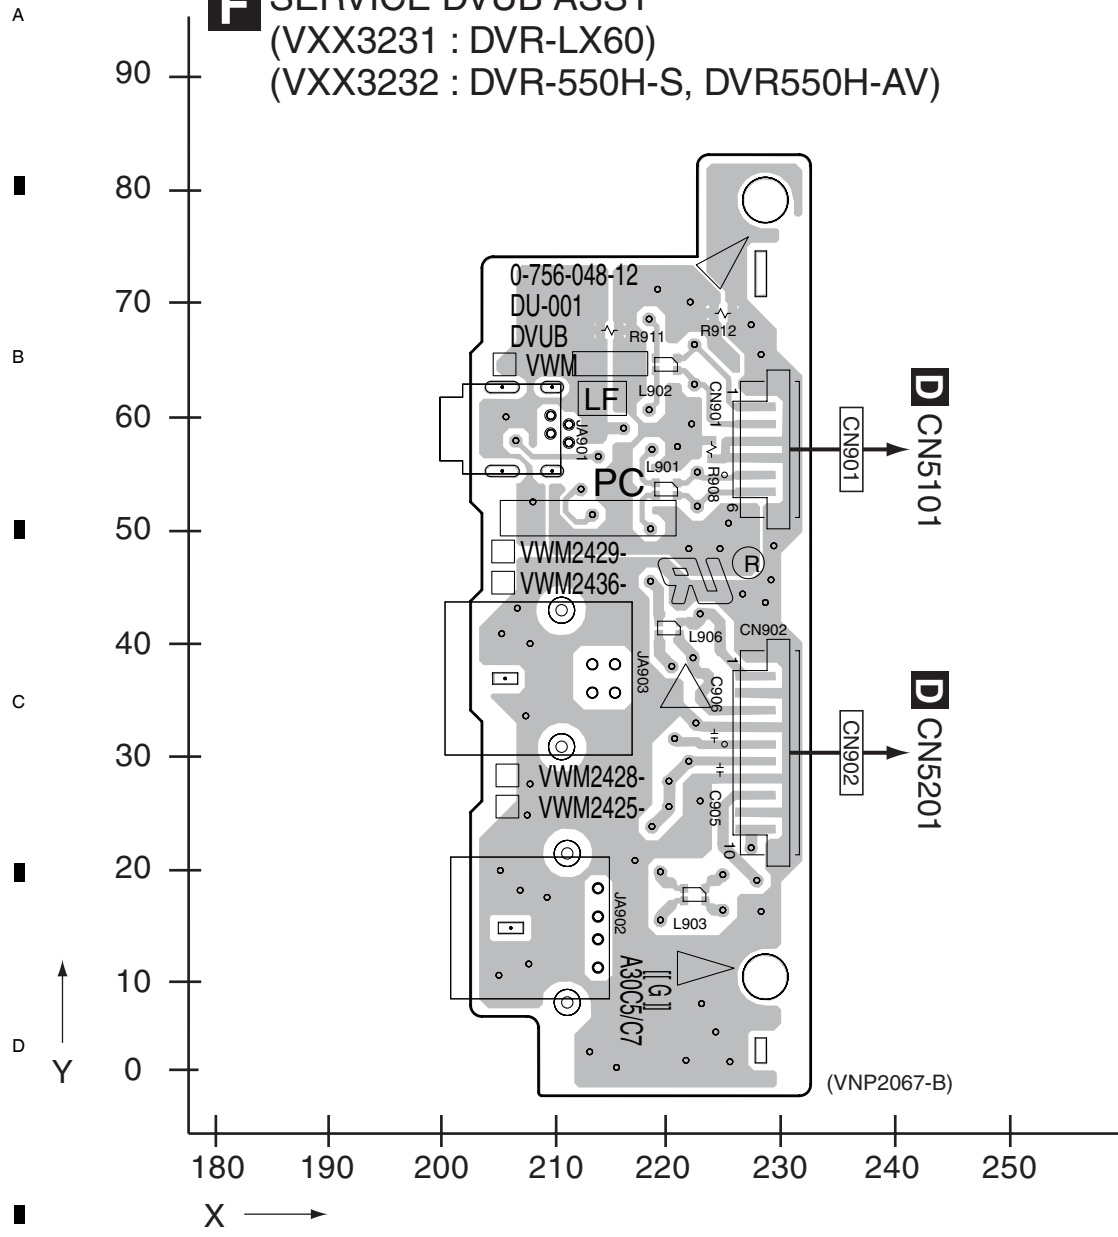 A
F SERVICE DVUB ASSY
(VXX3231 : DVR-LX60)
(VXX3232 : DVR-550H-S, DVR550H-AV)
90
80
0-756-048-12
70
DU-001
DVUB
R911
R912
B
VWM
LF
L902
CN901
1
60
JA901
CN901
D CN5101
PC
L901
R908
6
50
VWM2429-
R
VWM2436-
40
L906
CN902
JA903
1
C906
C
CN902
D CN5201
30
VWM2428-
VWM2425-
C905
10
20
JA902
L903
10
[[ G ]]
A30C5/C7
D
Y
0
(VNP2067-B)
180 190 200 210 220 230 240 250
X